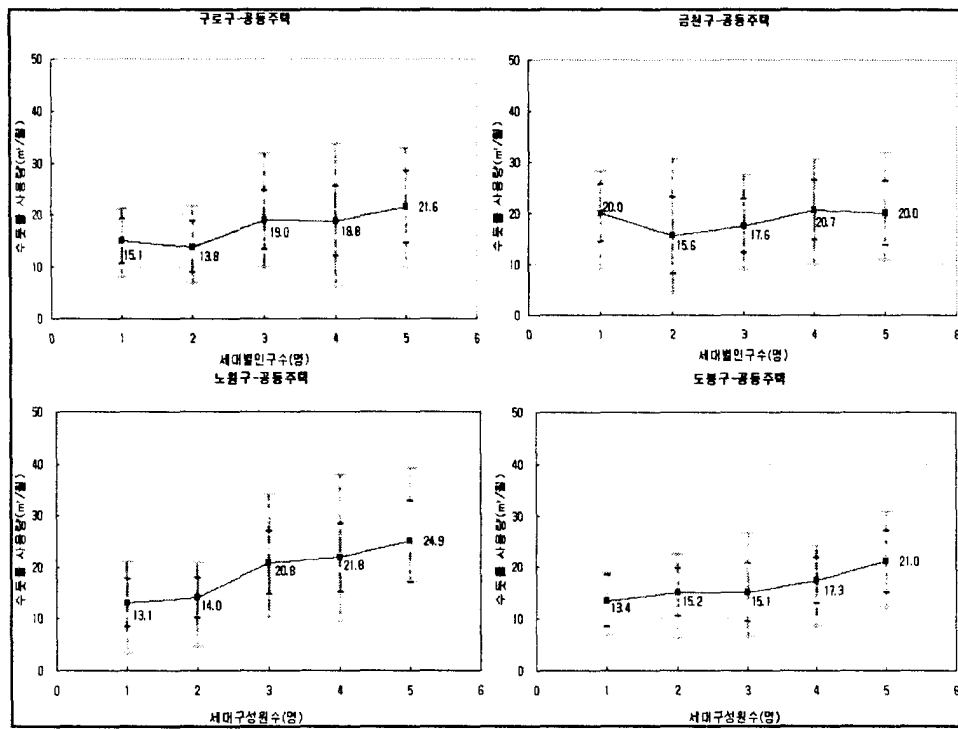 구로구-공동주택
수돗물 사용량(m³/월)
50
40
30
20
10
0
15.1
13.8
19.0
18.8
21.6
0 1 2 3 4 5 6
세대별인구수(명)
금천구-공동주택
수돗물 사용량(m³/월)
50
40
30
20
10
0
20.0
15.6
17.6
20.7
20.0
0 1 2 3 4 5 6
세대별인구수(명)
노원구-공동주택
수돗물 사용량(m³/월)
50
40
30
20
10
0
13.1
14.0
20.8
21.8
24.9
0 1 2 3 4 5 6
세대구성원수(명)
도봉구-공동주택
수돗물 사용량(m³/월)
50
40
30
20
10
0
13.4
15.2
15.1
17.3
21.0
0 1 2 3 4 5 6
세대구성원수(명)